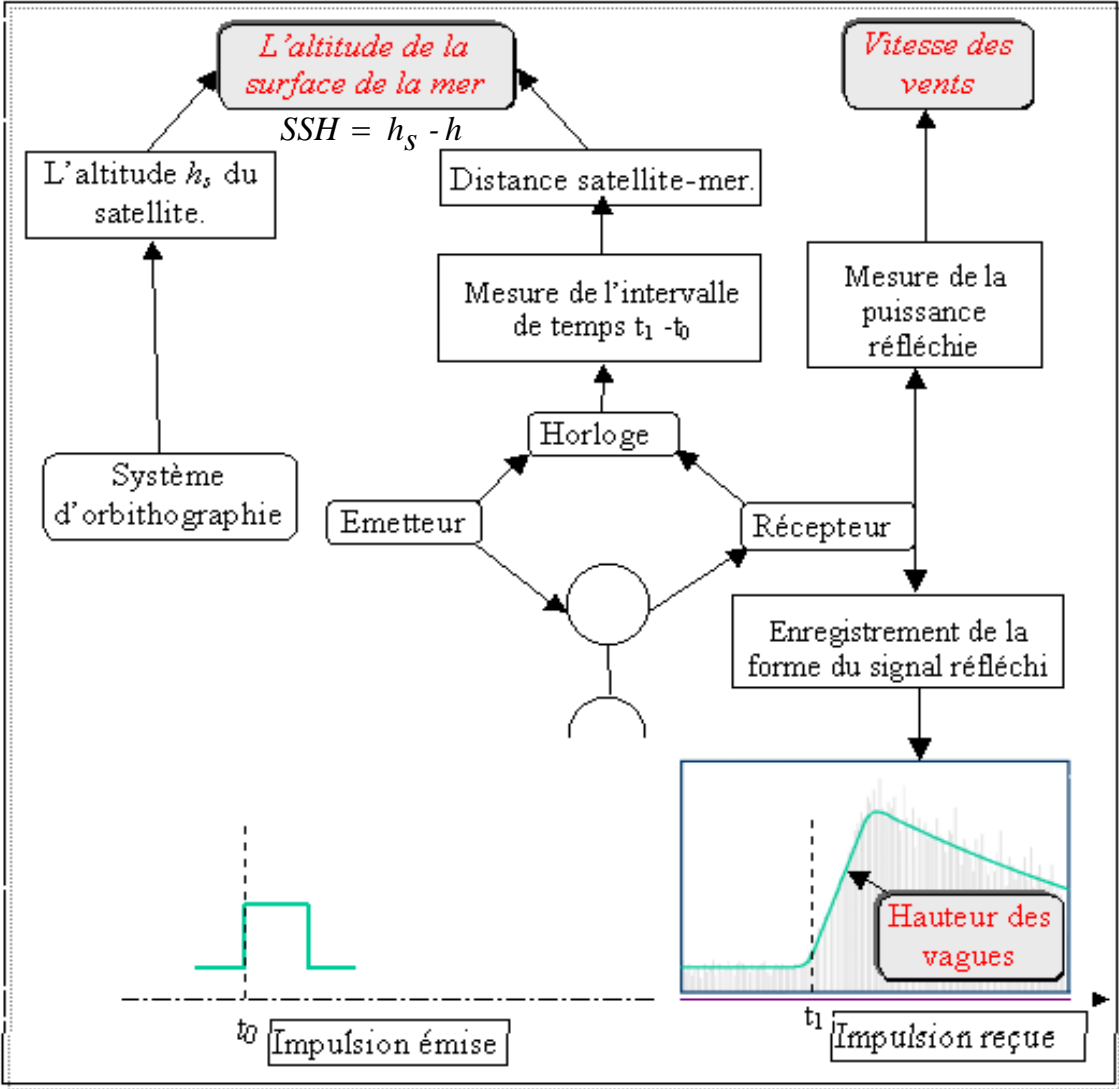 L'altitude de la
surface de la mer
SSH = hs - h
Vitesse des
vents
L'altitude hs du
satellite.
Distance satellite-mer.
Mesure de l'intervalle
de temps t1 -t0
Mesure de la
puissance
réfléchie
Horloge
Système
d'orbithographie
Emetteur
Récepteur
Enregistrement de la
forme du signal réfléchi
Hauteur des
vagues
t0 Impulsion émise
t1 Impulsion reçue